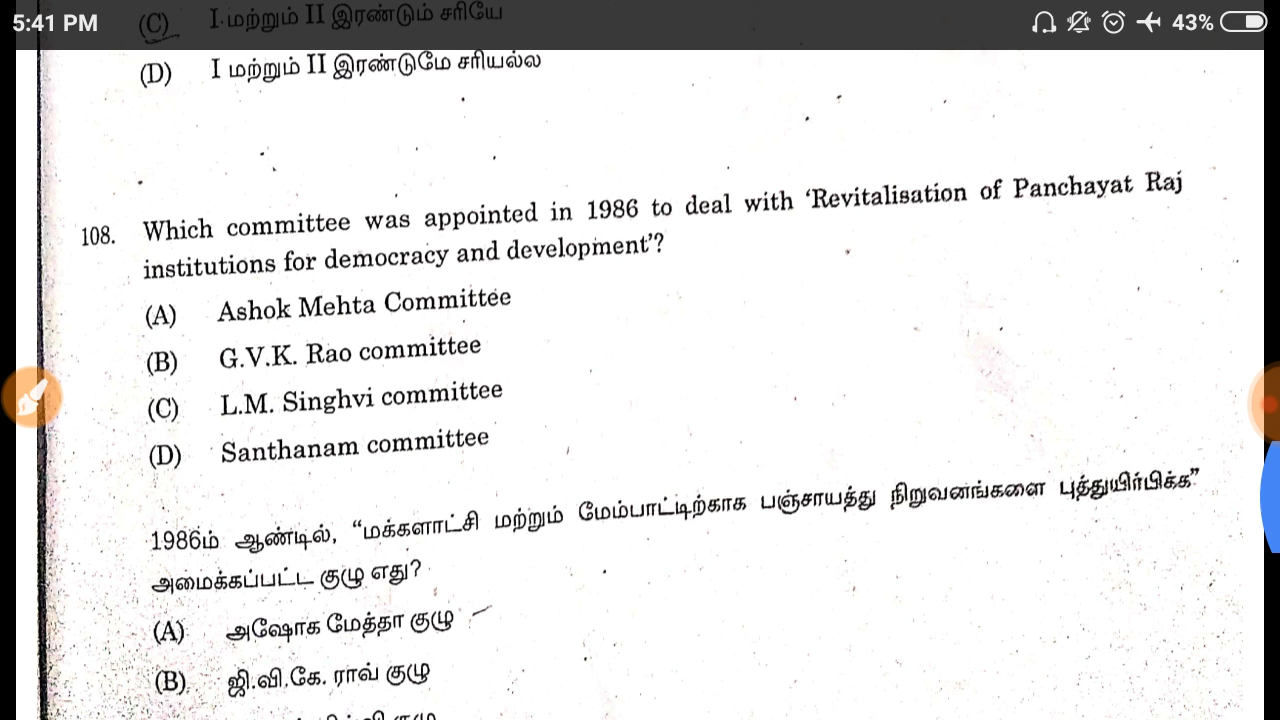 5:41 PM
43%
(C) I மற்றும் II இரண்டும் சரியே
(D) I மற்றும் II இரண்டுமே சரியல்ல
108. Which committee was appointed in 1986 to deal with ‘Revitalisation of Panchayat Raj
institutions for democracy and development’?
(A) Ashok Mehta Committee
(B) G.V.K. Rao committee
(C) L.M. Singhvi committee
(D) Santhanam committee
1986ம் ஆண்டில், “மக்களாட்சி மற்றும் மேம்பாட்டிற்காக பஞ்சாயத்து நிறுவனங்களை புத்துயிர்பிக்க”
அமைக்கப்பட்ட குழு எது?
(A) அஷோக மேத்தா குழு
(B) ஜி.வி.கே. ராவ் குழு